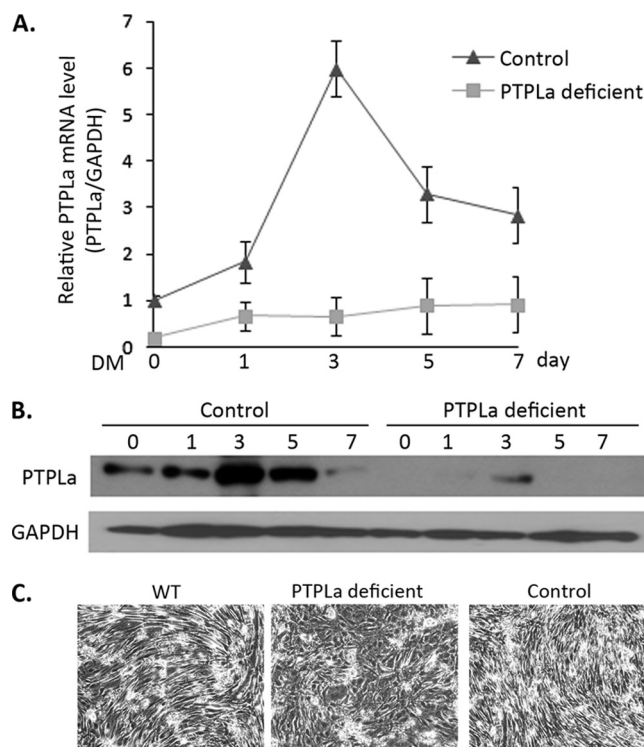 A.
Relative PTPLa mRNA level
(PTPLa/GAPDH)
7
6
5
4
3
2
1
0
Control
PTPLa deficient
DM 0 1 3 5 7 day
B.
Control PTPLa deficient
0 1 3 5 7 0 1 3 5 7
PTPLa
GAPDH
C.
WT PTPLa deficient Control